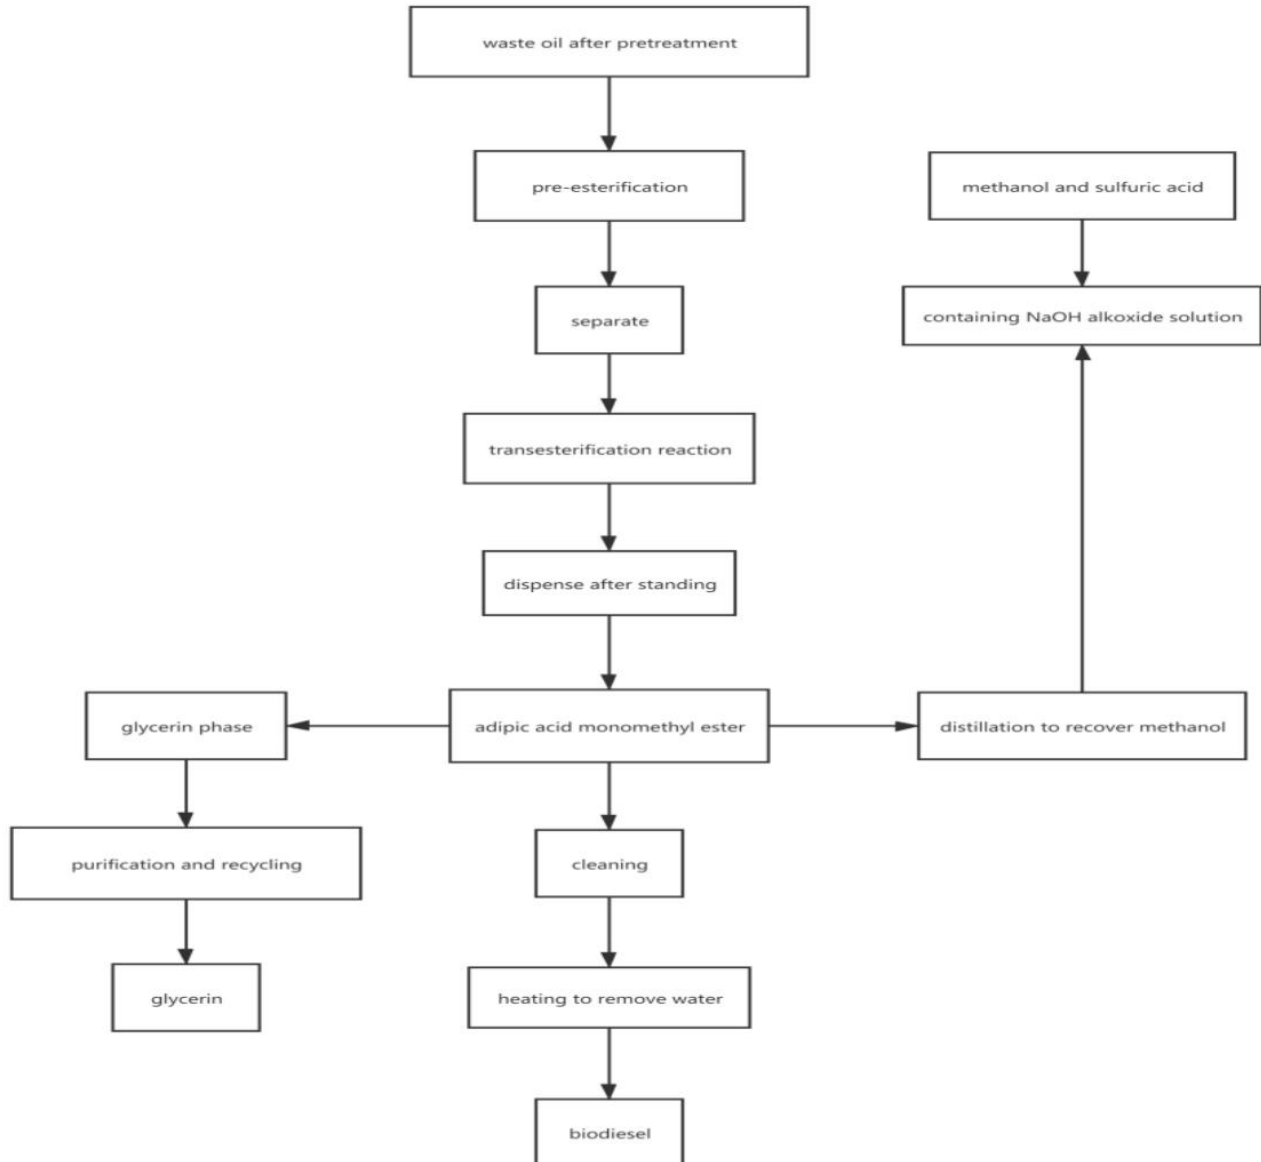 waste oil after pretreatment
pre-esterification
methanol and sulfuric acid
separate
containing NaOH alkoxide solution
transesterification reaction
dispense after standing
glycerin phase
adipic acid monomethyl ester
distillation to recover methanol
purification and recycling
cleaning
glycerin
heating to remove water
biodiesel